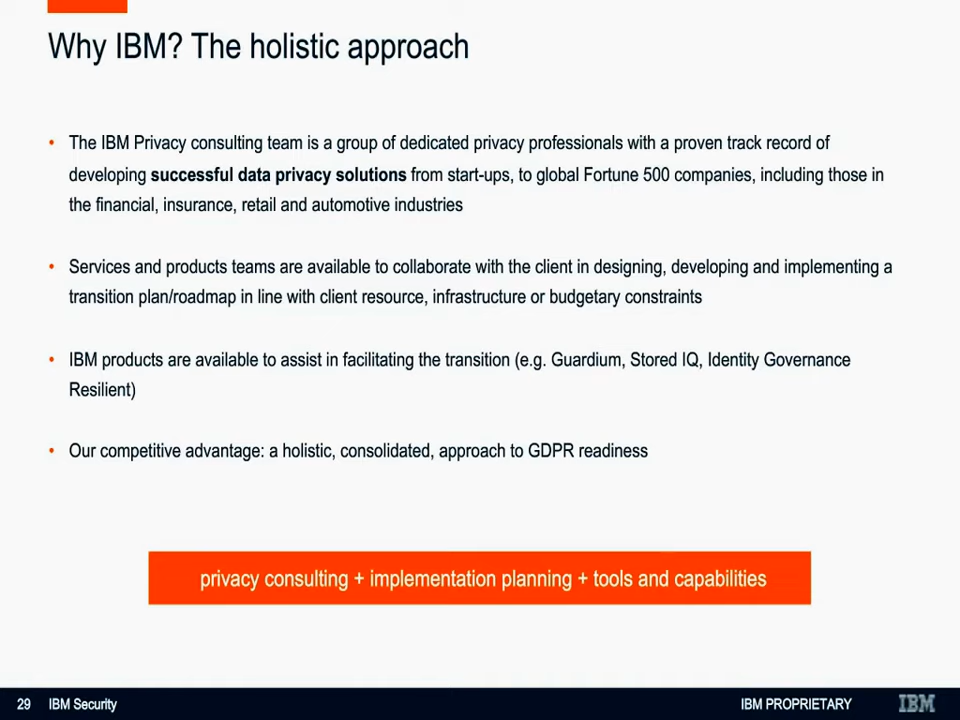 Why IBM? The holistic approach
• The IBM Privacy consulting team is a group of dedicated privacy professionals with a proven track record of
developing successful data privacy solutions from start-ups, to global Fortune 500 companies, including those in
the financial, insurance, retail and automotive industries
• Services and products teams are available to collaborate with the client in designing, developing and implementing a
transition plan/roadmap in line with client resource, infrastructure or budgetary constraints
• IBM products are available to assist in facilitating the transition (e.g. Guardium, Stored IQ, Identity Governance
Resilient)
• Our competitive advantage: a holistic, consolidated, approach to GDPR readiness
privacy consulting + implementation planning + tools and capabilities
29 IBM Security IBM PROPRIETARY IBM